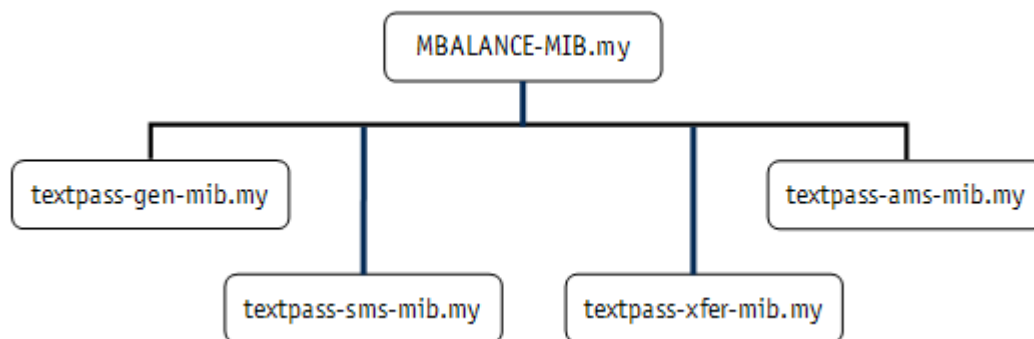 MBALANCE-MIB.my
textpass-gen-mib.my
textpass-ams-mib.my
textpass-sms-mib.my
textpass-xfer-mib.my